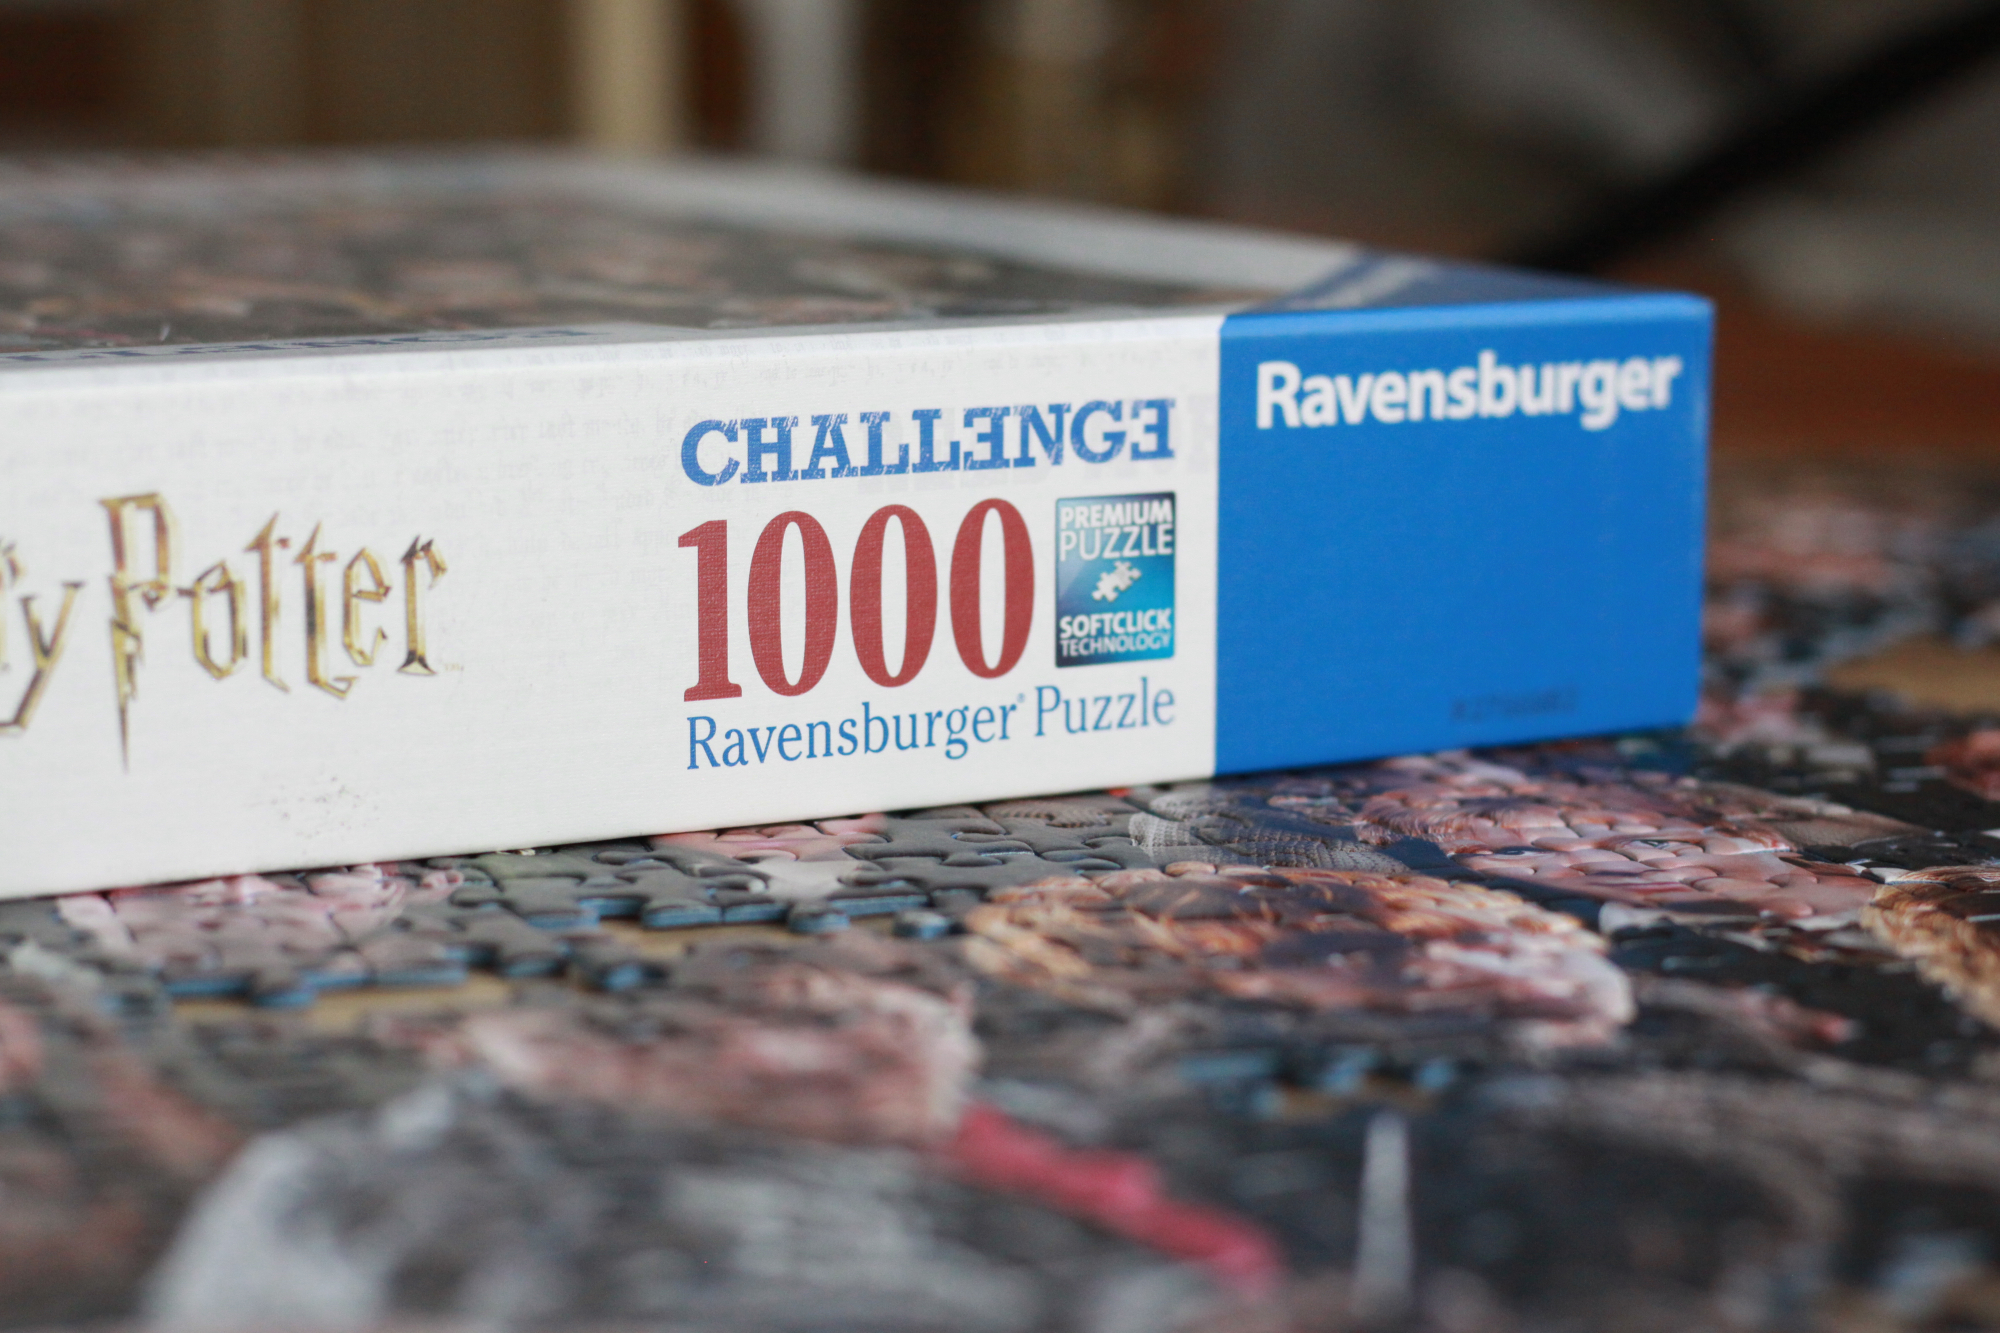 Potter
CHALLENGE
1000
PREMIUM
PUZZLE
SOFTCLICK
TECHNOLOGY
Ravensburger® Puzzle
Ravensburger